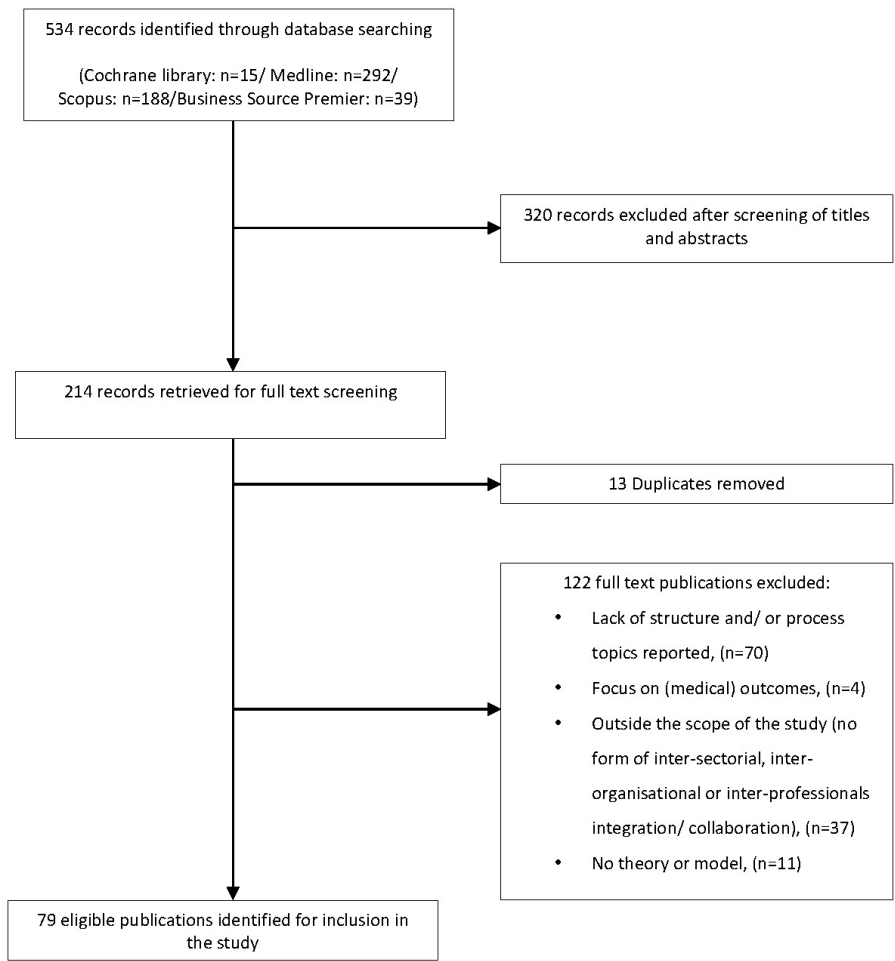 534 records identified through database searching
(Cochrane library: n=15/ Medline: n=292/
Scopus: n=188/Business Source Premier: n=39)
320 records excluded after screening of titles
and abstracts
214 records retrieved for full text screening
13 Duplicates removed
122 full text publications excluded:
• Lack of structure and/ or process
topics reported, (n=70)
• Focus on (medical) outcomes, (n=4)
• Outside the scope of the study (no
form of inter-sectorial, inter-
organisational or inter-professionals
integration/ collaboration), (n=37)
• No theory or model, (n=11)
79 eligible publications identified for inclusion in
the study